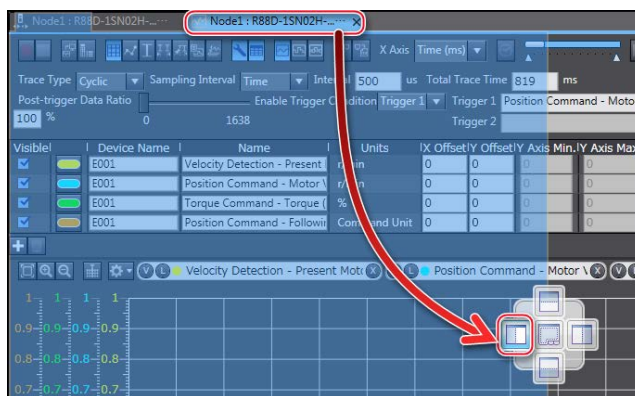 Node1 : R88D-1SN02H-... Node1 : R88D-1SN02H-... ×
X Axis Time (ms)
Trace Type Cyclic Sampling Interval Time Interval 500 us Total Trace Time 819 ms
Post-trigger Data Ratio Enable Trigger Condition Trigger 1 Trigger 1 Position Command - Moto
100 % 0 1638 Trigger 2
Visible Device Name Name Units X Offset Y Offset Y Axis Min. Y Axis Max
E001 Velocity Detection - Present 0 0 0 0
E001 Position Command - Motor 0 0 0 0
E001 Torque Command - Torque ( % 0 0 0 0
E001 Position Command - Followin Command Unit 0 0 0 0
V L Velocity Detection - Present Moto X L Position Command - Motor V X V
1 1 1 1
0.9 0.9 0.9 0.9
0.8 0.8 0.8 0.8
0.7 0.7 0.7 0.7